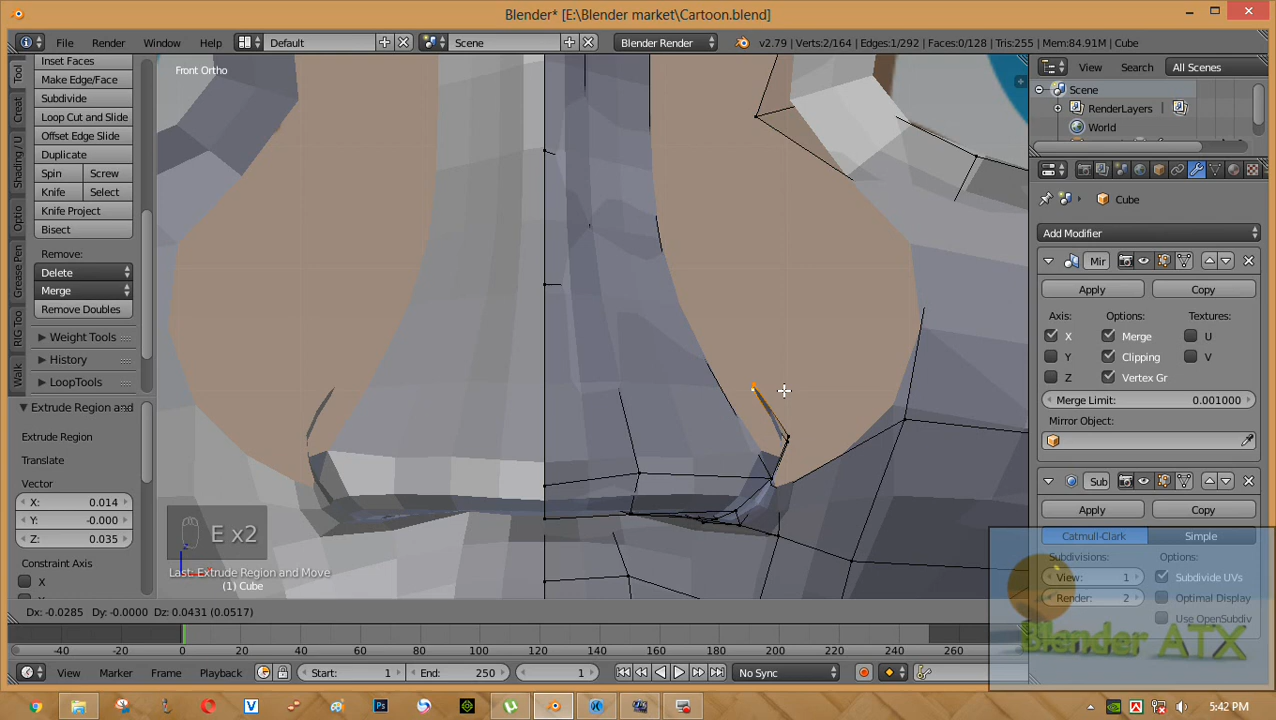 Blender* [E:\Blender market\Cartoon.blend]
File Render Window Help Default Scene Blender Render v2.79 | Verts:2/164 | Edges:1/292 | Faces:0/128 | Tris:255 | Mem:84.91M | Cube
View Search All Scenes
Scene
RenderLayers
World
Front Ortho
Tool
Creat
Shading / U
Optio
Grease Pen
RIG Too
Walk
Inset Faces
Make Edge/Face
Subdivide
Loop Cut and Slide
Offset Edge Slide
Duplicate
Spin Screw
Knife Select
Knife Project
Bisect
Remove:
Delete
Merge
Remove Doubles
Weight Tools
History
LoopTools
Extrude Region and
Extrude Region
Translate
Vector
X: 0.014
Y: -0.000
Z: 0.035
Constraint Axis
X
E x2
Last: Extrude Region and Move
(1) Cube
Cube
Add Modifier
Mir
Apply Copy
Axis: Options: Textures:
X Merge U
Y Clipping V
Z Vertex Gr
Merge Limit: 0.001000
Mirror Object:
Sub
Apply Copy
Catmull-Clark Simple
Subdivisions: Options:
View: 1 Subdivide UVs
Render: 2 Optimal Display
Use OpenSubdiv
Blender ATX
Dx: -0.0285 Dy: -0.0000 Dz: 0.0431 (0.0517)
-40 -20 0 20 40 60 80 100 120 140 160 180 200 220 240 260
View Marker Frame Playback Start: 1 End: 250 1 No Sync
5:42 PM